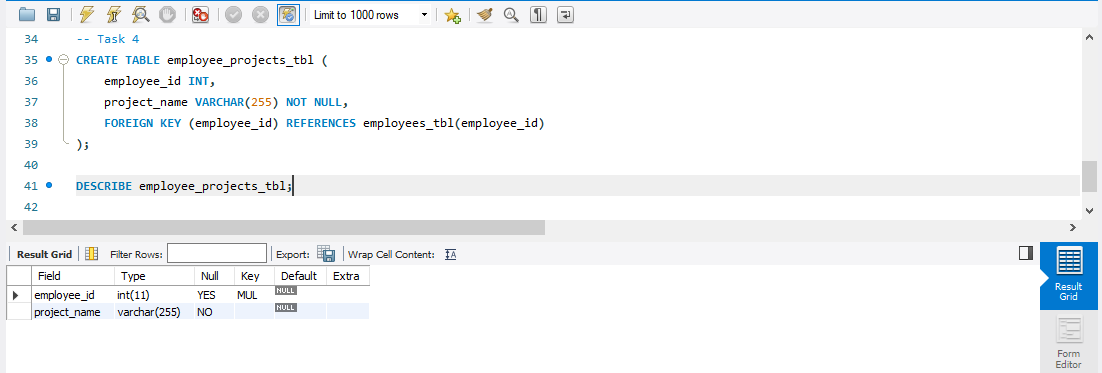 Limit to 1000 rows
34 -- Task 4
35 CREATE TABLE employee_projects_tbl (
36 employee_id INT,
37 project_name VARCHAR(255) NOT NULL,
38 FOREIGN KEY (employee_id) REFERENCES employees_tbl(employee_id)
39 );
40
41 DESCRIBE employee_projects_tbl;
42
Result Grid Filter Rows: Export: Wrap Cell Content: IA
Field Type Null Key Default Extra
employee_id int(11) YES MUL NULL
project_name varchar(255) NO NULL
Result
Grid
Form
Editor